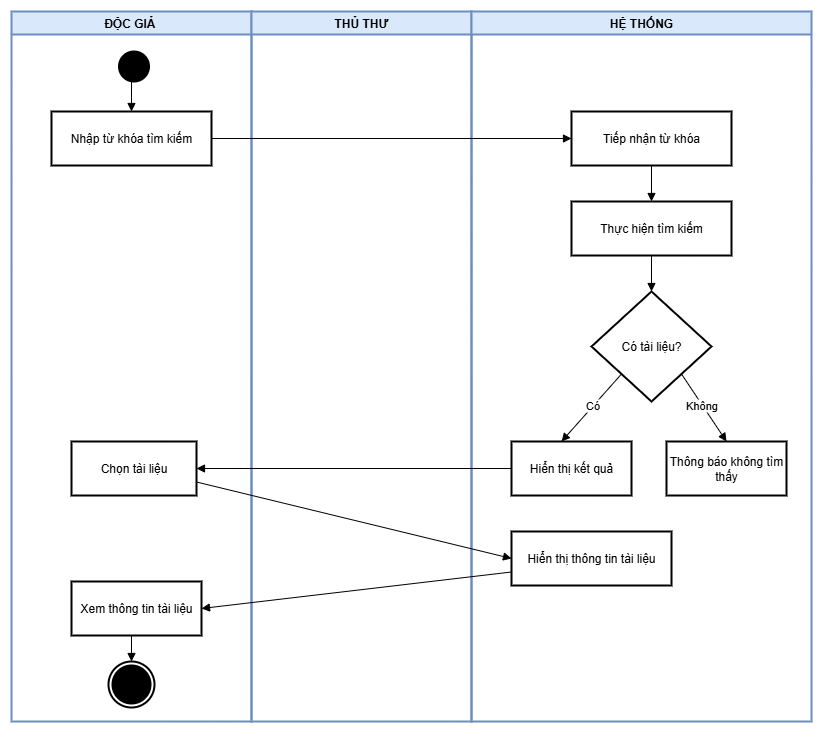 ĐỘC GIẢ
THỦ THƯ
HỆ THỐNG
Nhập từ khóa tìm kiếm
Tiếp nhận từ khóa
Thực hiện tìm kiếm
Có tài liệu?
Có
Không
Chọn tài liệu
Hiển thị kết quả
Thông báo không tìm
thấy
Hiển thị thông tin tài liệu
Xem thông tin tài liệu